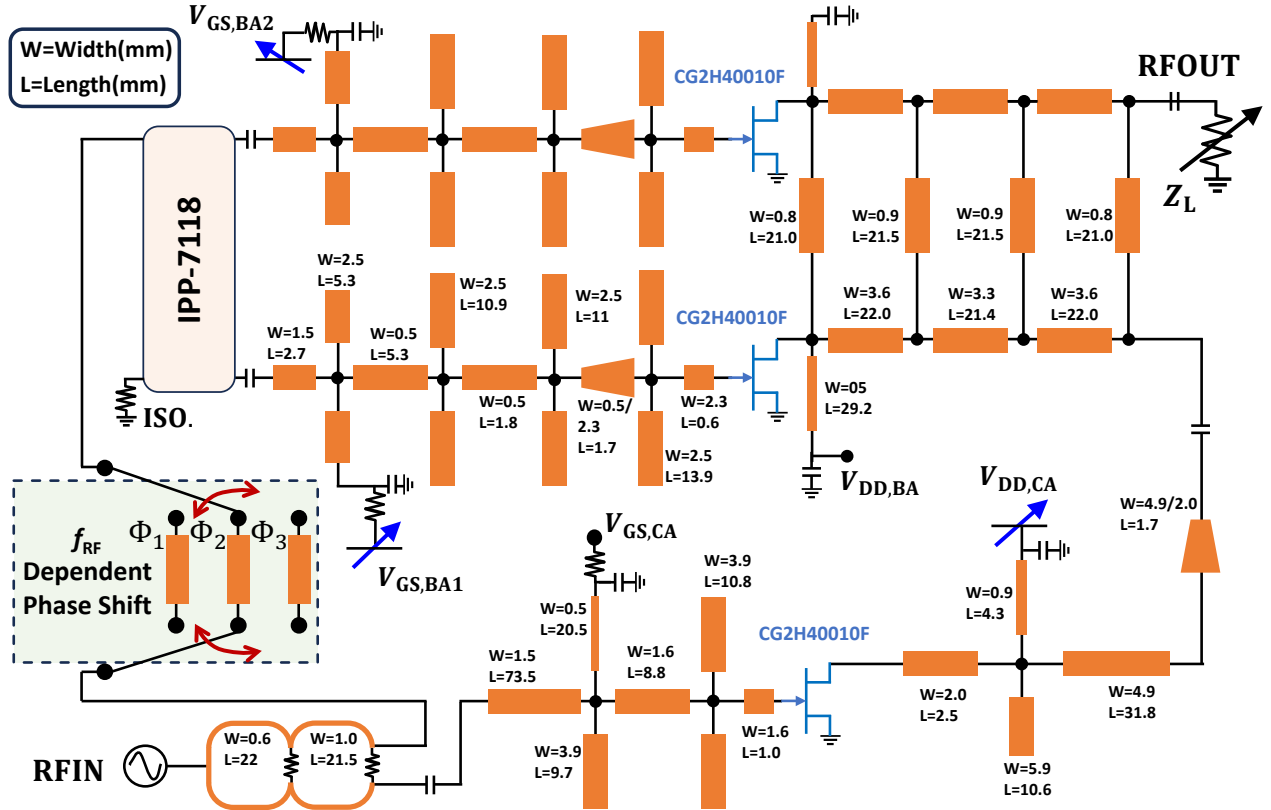 W=Width(mm)
L=Length(mm)
V_GS,BA2
CG2H40010F
RFOUT
Z_L
IPP-7118
W=0.8
L=21.0
W=0.9
L=21.5
W=0.9
L=21.5
W=0.8
L=21.0
W=2.5
L=5.3
W=2.5
L=10.9
W=2.5
L=11
CG2H40010F
W=3.6
L=22.0
W=3.3
L=21.4
W=3.6
L=22.0
W=1.5
L=2.7
W=0.5
L=5.3
W=0.5
L=1.8
W=0.5/
2.3
L=1.7
W=2.3
L=0.6
W=05
L=29.2
ISO.
W=2.5
L=13.9
V_DD,BA
V_DD,CA
W=4.9/2.0
L=1.7
Φ1
Φ2
Φ3
f_RF
Dependent
Phase Shift
V_GS,BA1
V_GS,CA
W=3.9
L=10.8
W=0.5
L=20.5
CG2H40010F
W=0.9
L=4.3
W=1.5
L=73.5
W=1.6
L=8.8
W=1.6
L=1.0
W=2.0
L=2.5
W=4.9
L=31.8
W=0.6
L=22
W=1.0
L=21.5
RFIN
W=3.9
L=9.7
W=5.9
L=10.6